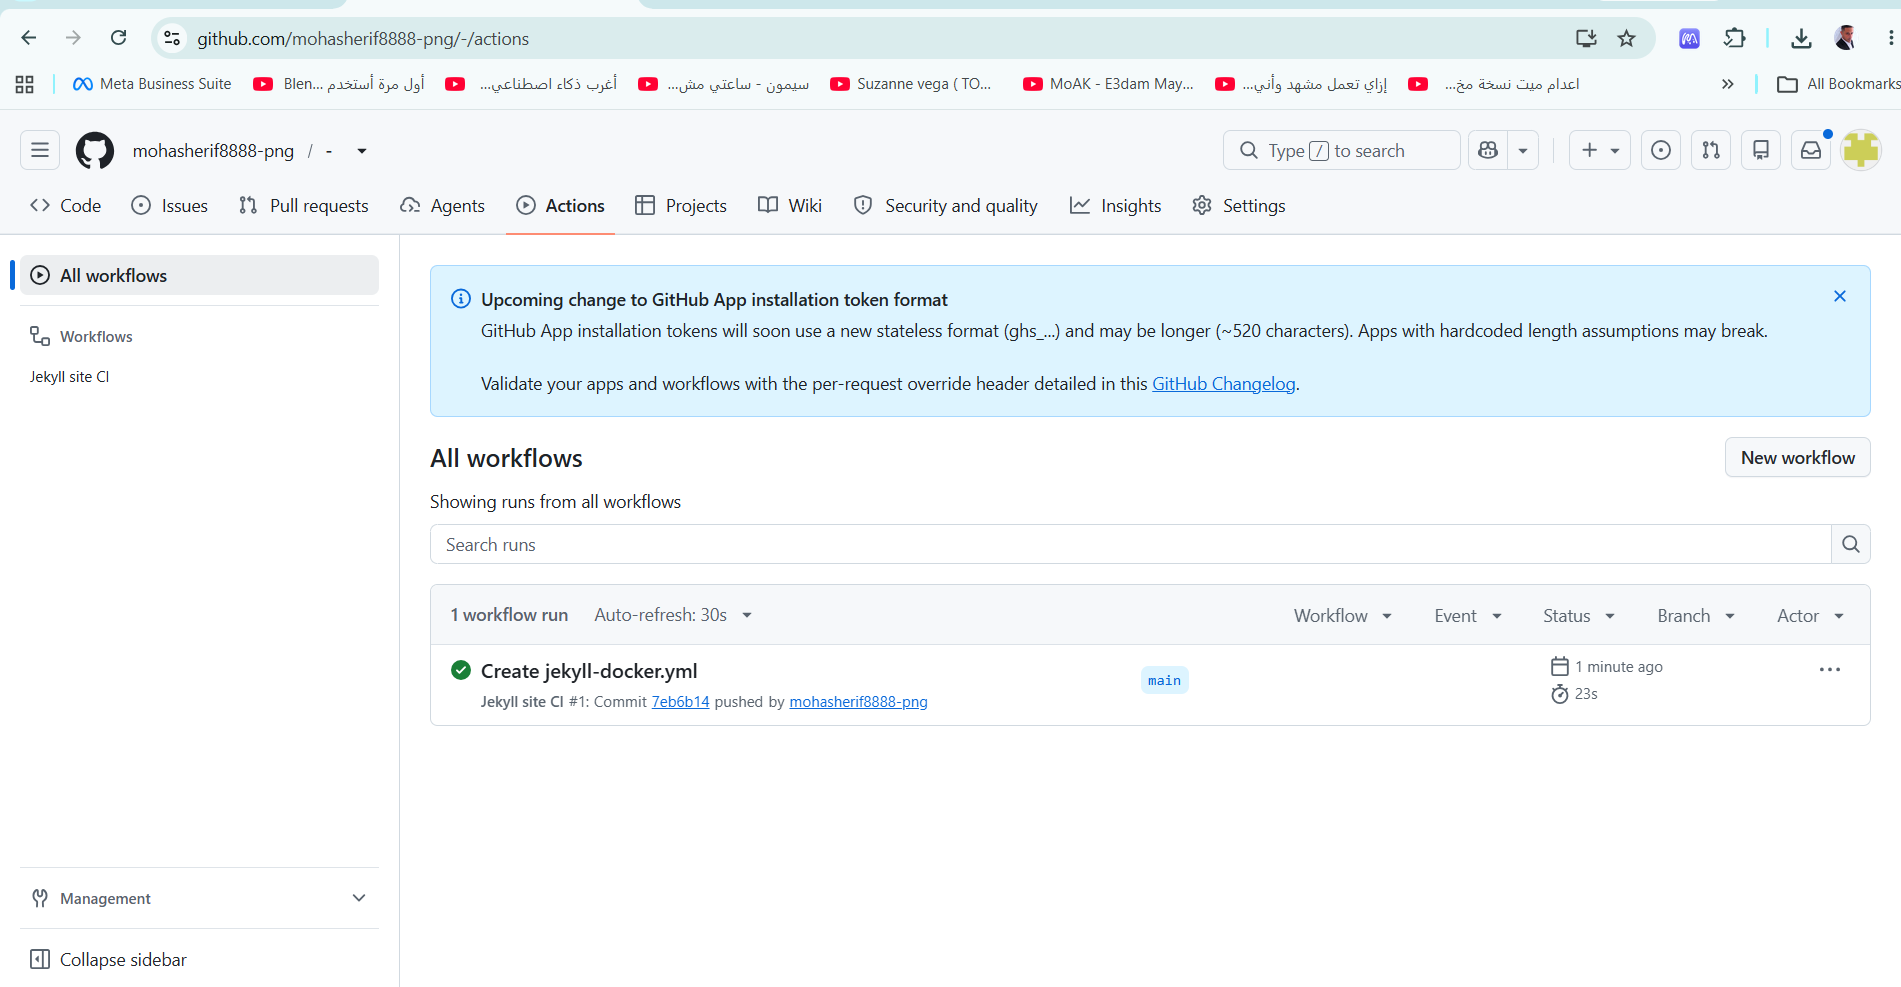 github.com/mohasherif8888-png/-/actions
Meta Business Suite
Blen... أول مرة أستخدم
أغرب ذكاء اصطناعي...
سيمون - ساعتي مش...
Suzanne vega ( TO...
MoAK - E3dam May...
إزاي تعمل مشهد وأني...
اعدام ميت نسخة مخ...
All Bookmarks
mohasherif8888-png / -
Type / to search
Code Issues Pull requests Agents Actions Projects Wiki Security and quality Insights Settings
All workflows
Workflows
Jekyll site CI
Management
Collapse sidebar
Upcoming change to GitHub App installation token format
GitHub App installation tokens will soon use a new stateless format (ghs_...) and may be longer (~520 characters). Apps with hardcoded length assumptions may break.
Validate your apps and workflows with the per-request override header detailed in this GitHub Changelog.
All workflows
New workflow
Showing runs from all workflows
Search runs
1 workflow run Auto-refresh: 30s Workflow Event Status Branch Actor
Create jekyll-docker.yml
Jekyll site CI #1: Commit 7eb6b14 pushed by mohasherif8888-png
main
1 minute ago
23s